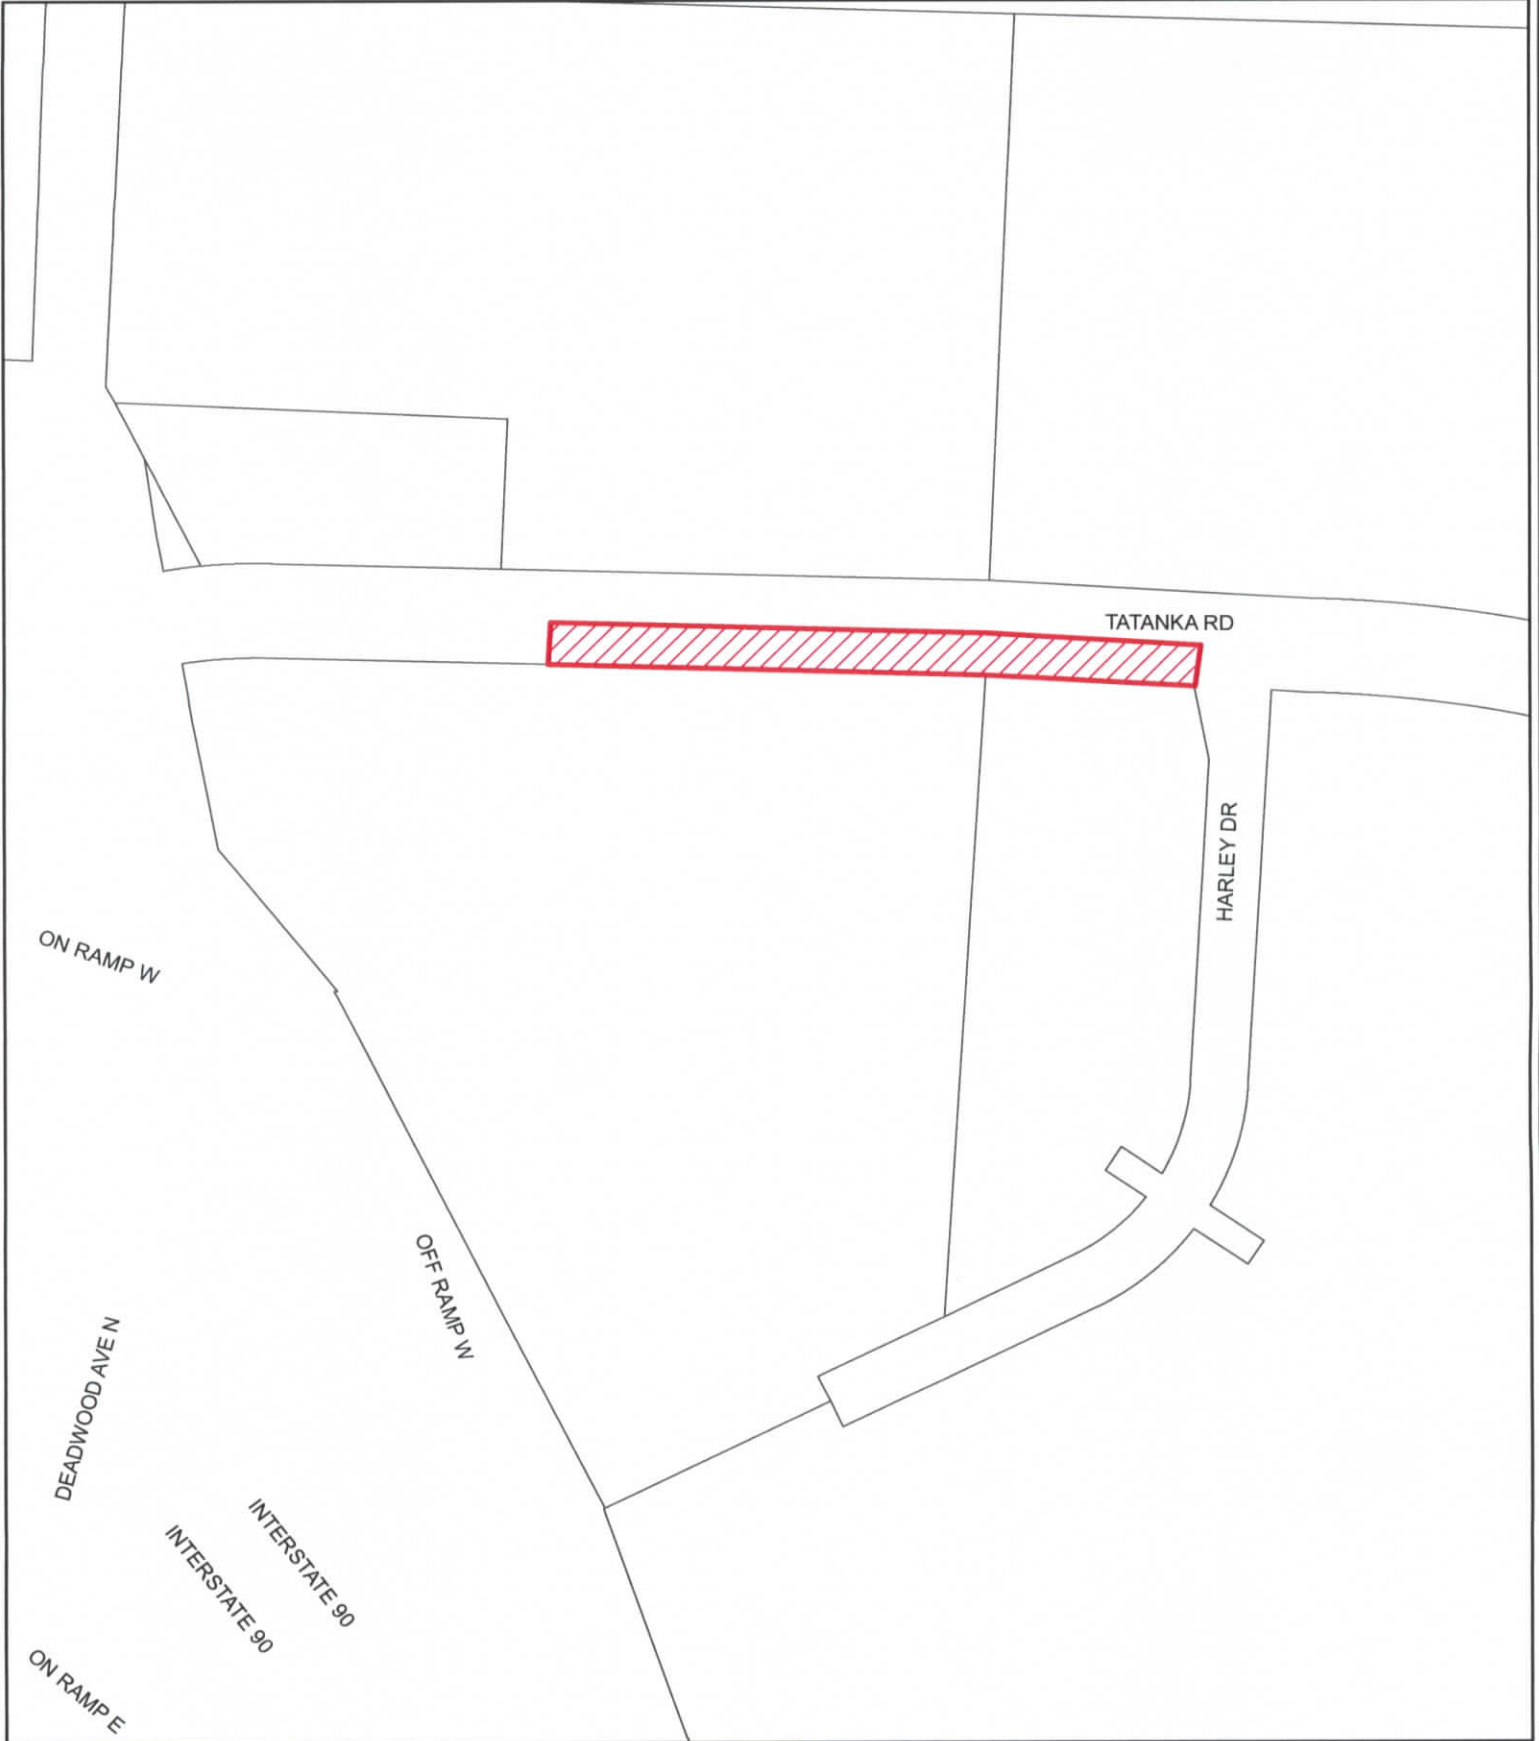 TATANKA RD
HARLEY DR
ON RAMP W
OFF RAMP W
DEADWOOD AVE N
INTERSTATE 90
INTERSTATE 90
ON RAMP E